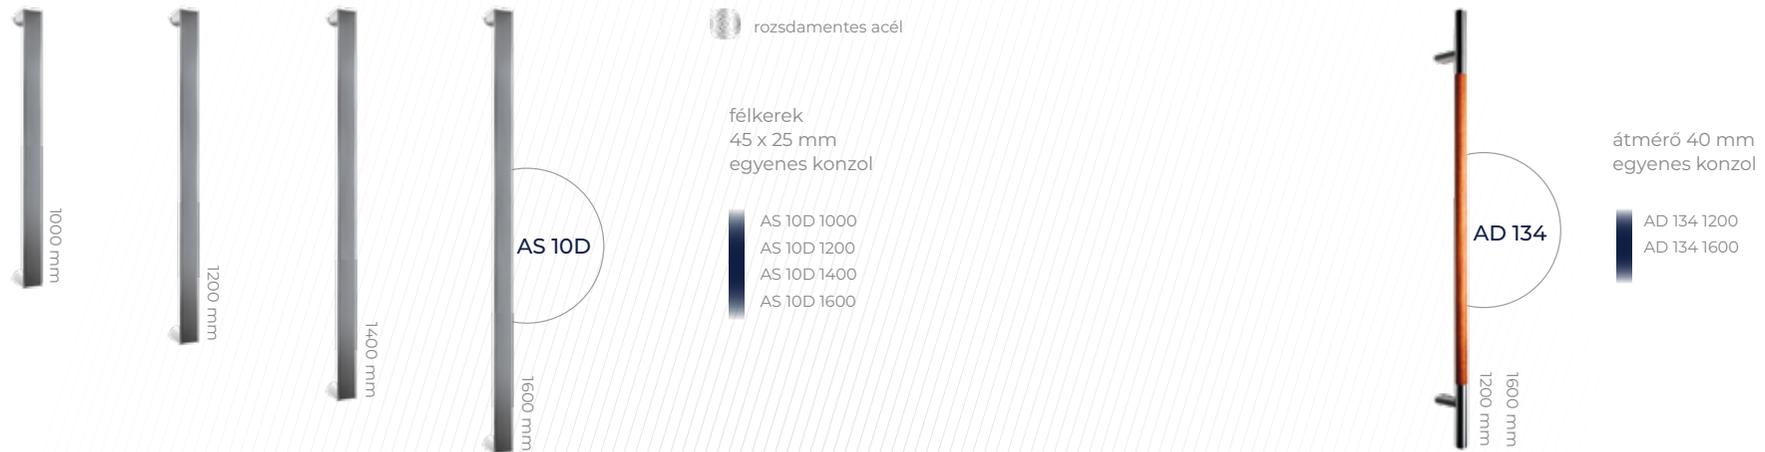 rozsdamentes acél
félkerek
45 x 25 mm
egyenes konzol
AS 10D
AS 10D 1000
AS 10D 1200
AS 10D 1400
AS 10D 1600
1000 mm
1200 mm
1400 mm
1600 mm
átmérő 40 mm
egyenes konzol
AD 134
AD 134 1200
AD 134 1600
1200 mm
1600 mm